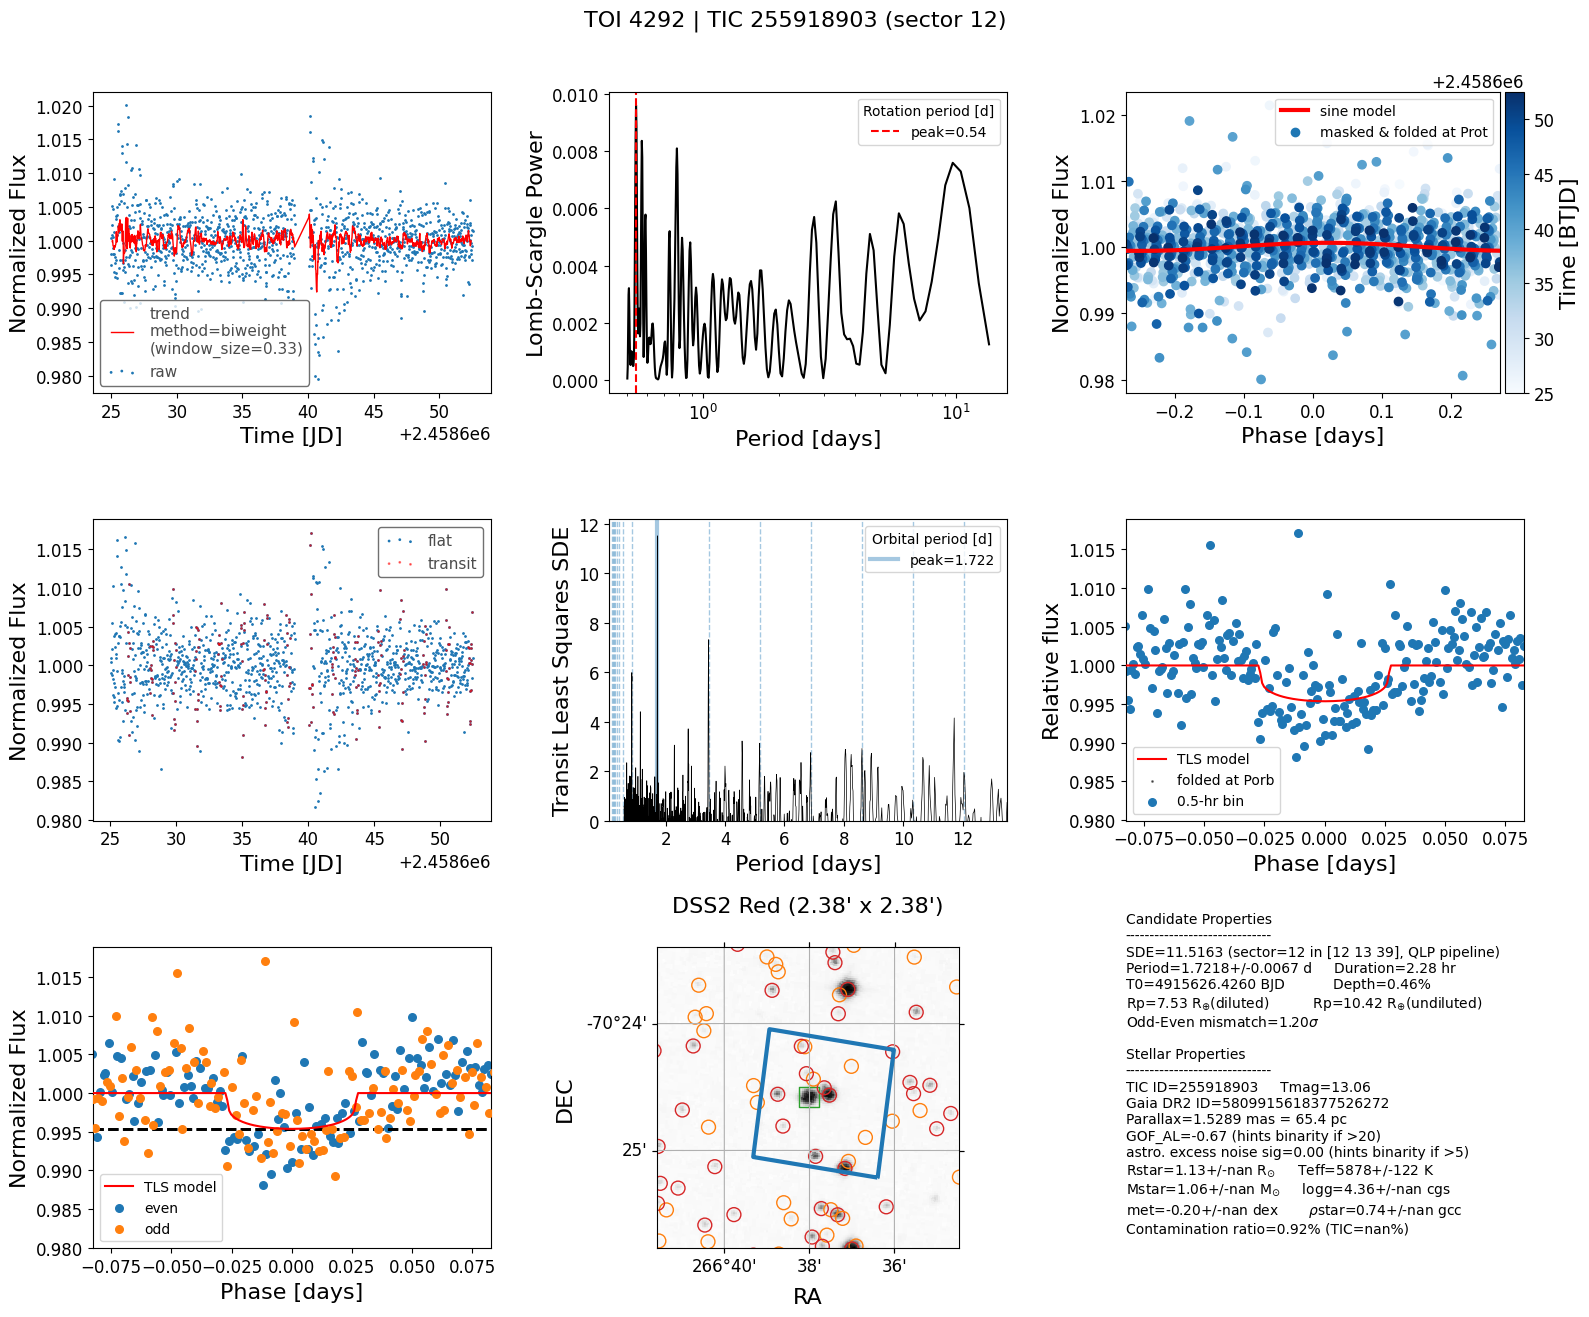 TOI 4292 | TIC 255918903 (sector 12)
Normalized Flux
1.020
1.015
1.010
1.005
1.000
0.995
0.990
0.985
0.980
trend
method=biweight
(window_size=0.33)
raw
25 30 35 40 45 50
Time [JD]
+2.4586e6
Lomb-Scargle Power
0.010
0.008
0.006
0.004
0.002
0.000
Rotation period [d]
peak=0.54
10⁰ 10¹
Period [days]
Normalized Flux
1.02
1.01
1.00
0.99
0.98
sine model
masked & folded at Prot
−0.2 −0.1 0.0 0.1 0.2
Phase [days]
+2.4586e6
50
45
40
35
30
25
Time [BTJD]
Normalized Flux
1.015
1.010
1.005
1.000
0.995
0.990
0.985
0.980
flat
transit
25 30 35 40 45 50
Time [JD]
+2.4586e6
Transit Least Squares SDE
12
10
8
6
4
2
0
Orbital period [d]
peak=1.722
2 4 6 8 10 12
Period [days]
Relative flux
1.015
1.010
1.005
1.000
0.995
0.990
0.985
0.980
TLS model
folded at Porb
0.5-hr bin
−0.075 −0.050 −0.025 0.000 0.025 0.050 0.075
Phase [days]
Normalized Flux
1.015
1.010
1.005
1.000
0.995
0.990
0.985
0.980
TLS model
even
odd
−0.075 −0.050 −0.025 0.000 0.025 0.050 0.075
Phase [days]
DSS2 Red (2.38' x 2.38')
DEC
-70°24'
25'
266°40' 38' 36'
RA
Candidate Properties
------------------------------
SDE=11.5163 (sector=12 in [12 13 39], QLP pipeline)
Period=1.7218+/-0.0067 d Duration=2.28 hr
T0=4915626.4260 BJD Depth=0.46%
Rp=7.53 R⊕(diluted) Rp=10.42 R⊕(undiluted)
Odd-Even mismatch=1.20σ
Stellar Properties
------------------------------
TIC ID=255918903 Tmag=13.06
Gaia DR2 ID=5809915618377526272
Parallax=1.5289 mas = 65.4 pc
GOF_AL=-0.67 (hints binarity if >20)
astro. excess noise sig=0.00 (hints binarity if >5)
Rstar=1.13+/-nan R☉ Teff=5878+/-122 K
Mstar=1.06+/-nan M☉ logg=4.36+/-nan cgs
met=-0.20+/-nan dex ρstar=0.74+/-nan gcc
Contamination ratio=0.92% (TIC=nan%)